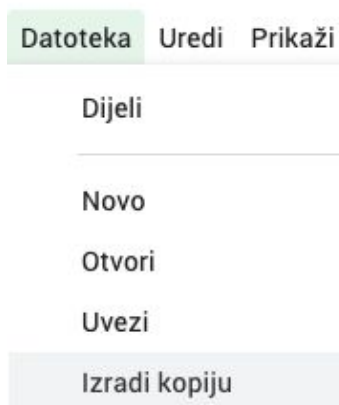 Datoteka Uredi Prikaži
Dijeli
Novo
Otvori
Uvezi
Izradi kopiju